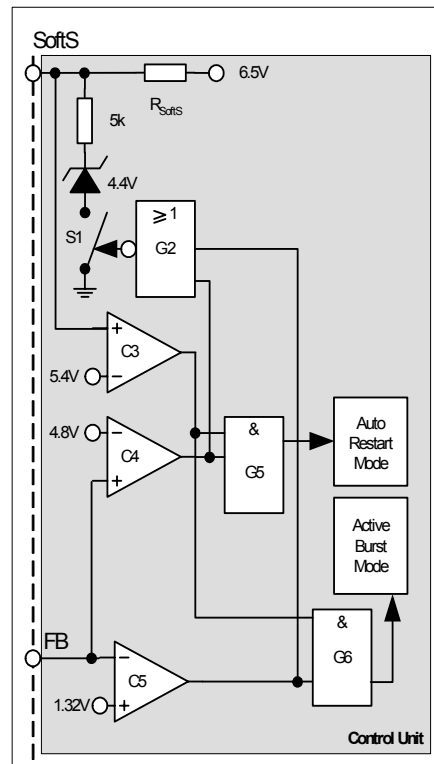 SoftS
6.5V
RSoftS
5k
4.4V
S1
≥1
G2
+
C3
5.4V
-
4.8V
-
C4
+
&
G5
Auto
Restart
Mode
Active
Burst
Mode
&
G6
FB
-
C5
1.32V
+
Control Unit